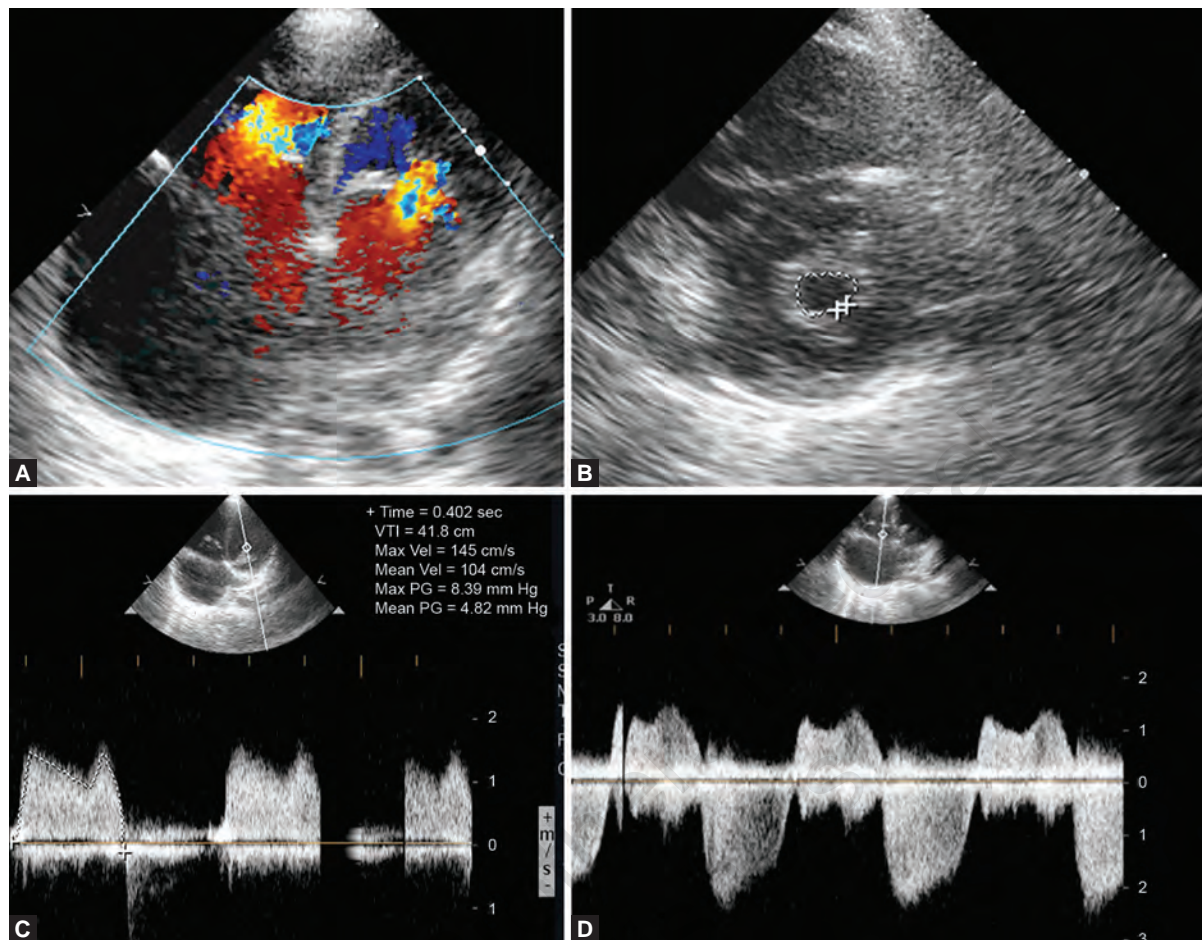 A
B
+ Time = 0.402 sec
VTI = 41.8 cm
Max Vel = 145 cm/s
Mean Vel = 104 cm/s
Max PG = 8.39 mm Hg
Mean PG = 4.82 mm Hg
2
1
0
1
+
m
/
s
-
C
T
P R
3.0 8.0
2
1
0
1
2
3
D